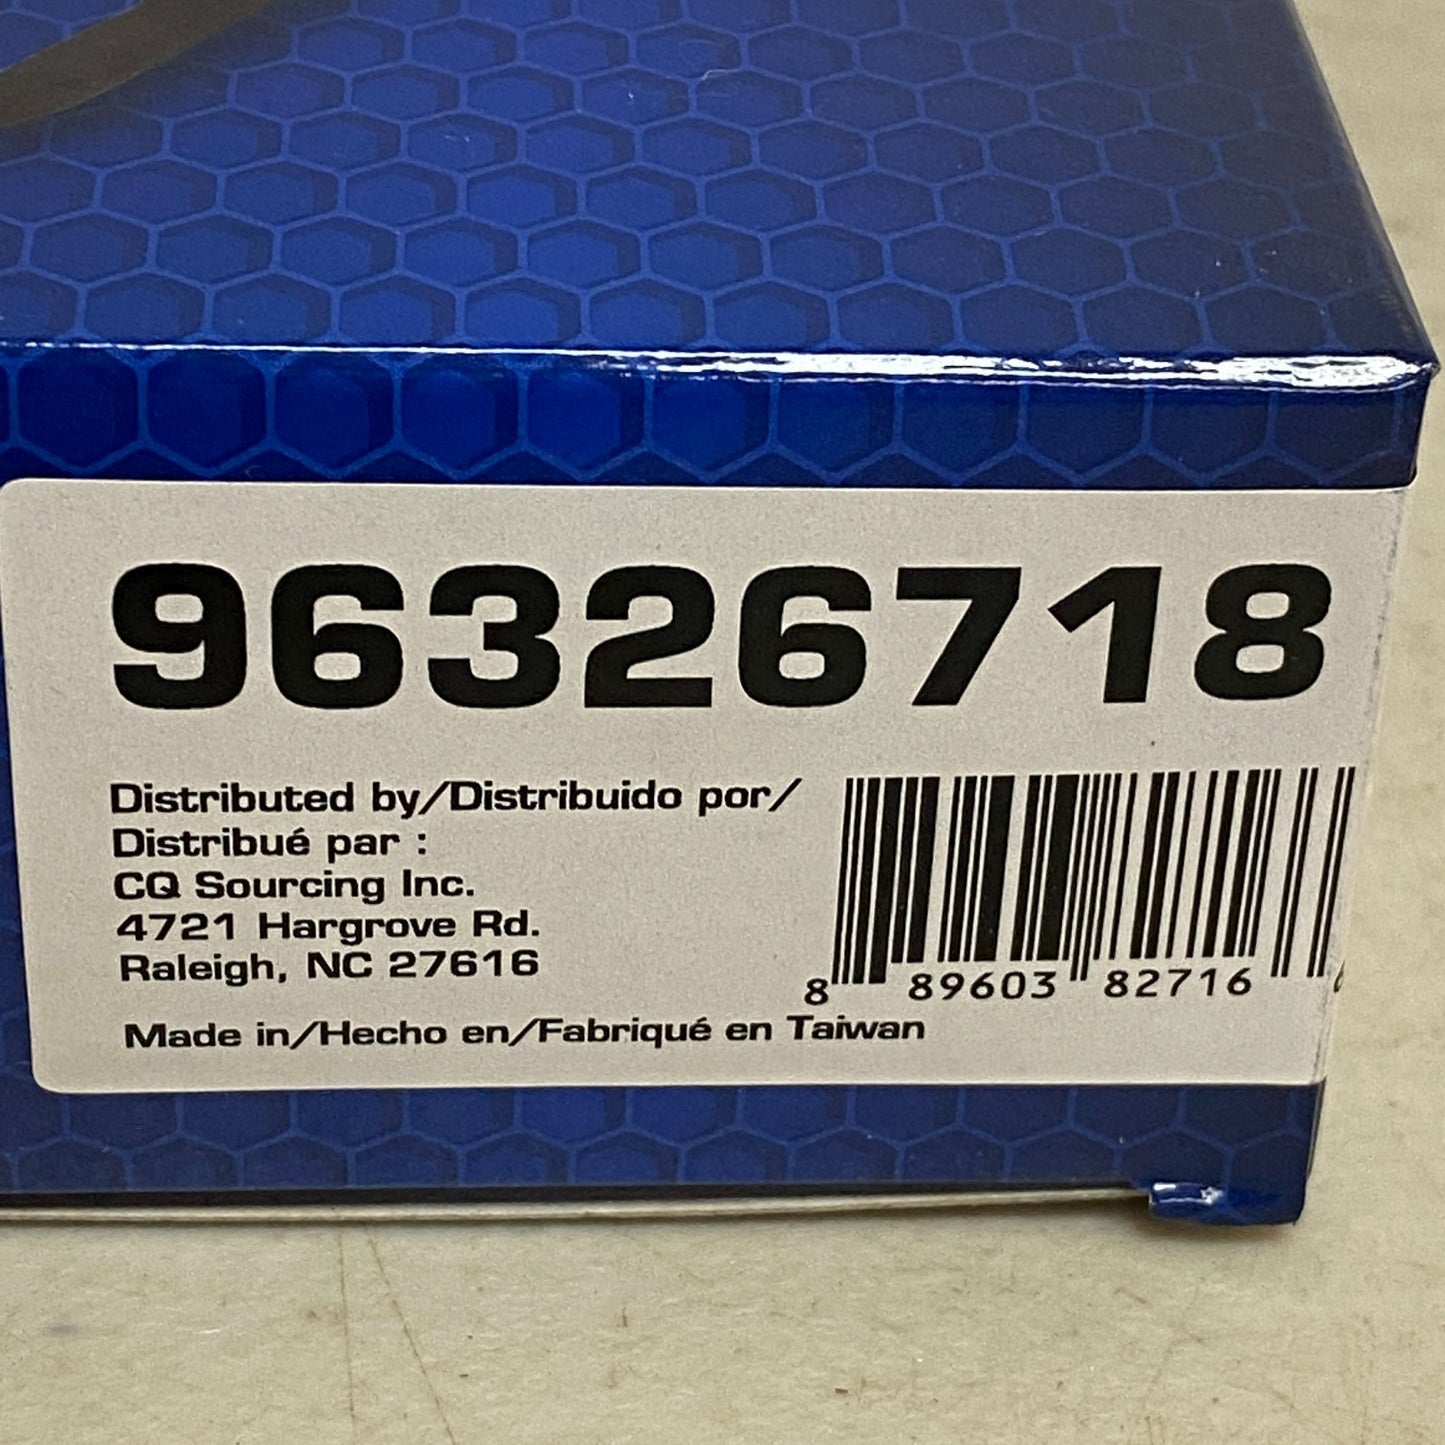 96326718
Distributed by/Distribuido por/
Distribué par :
CQ Sourcing Inc.
4721 Hargrove Rd.
Raleigh, NC 27616
8 89603 82716
Made in/Hecho en/Fabriqué en Taiwan